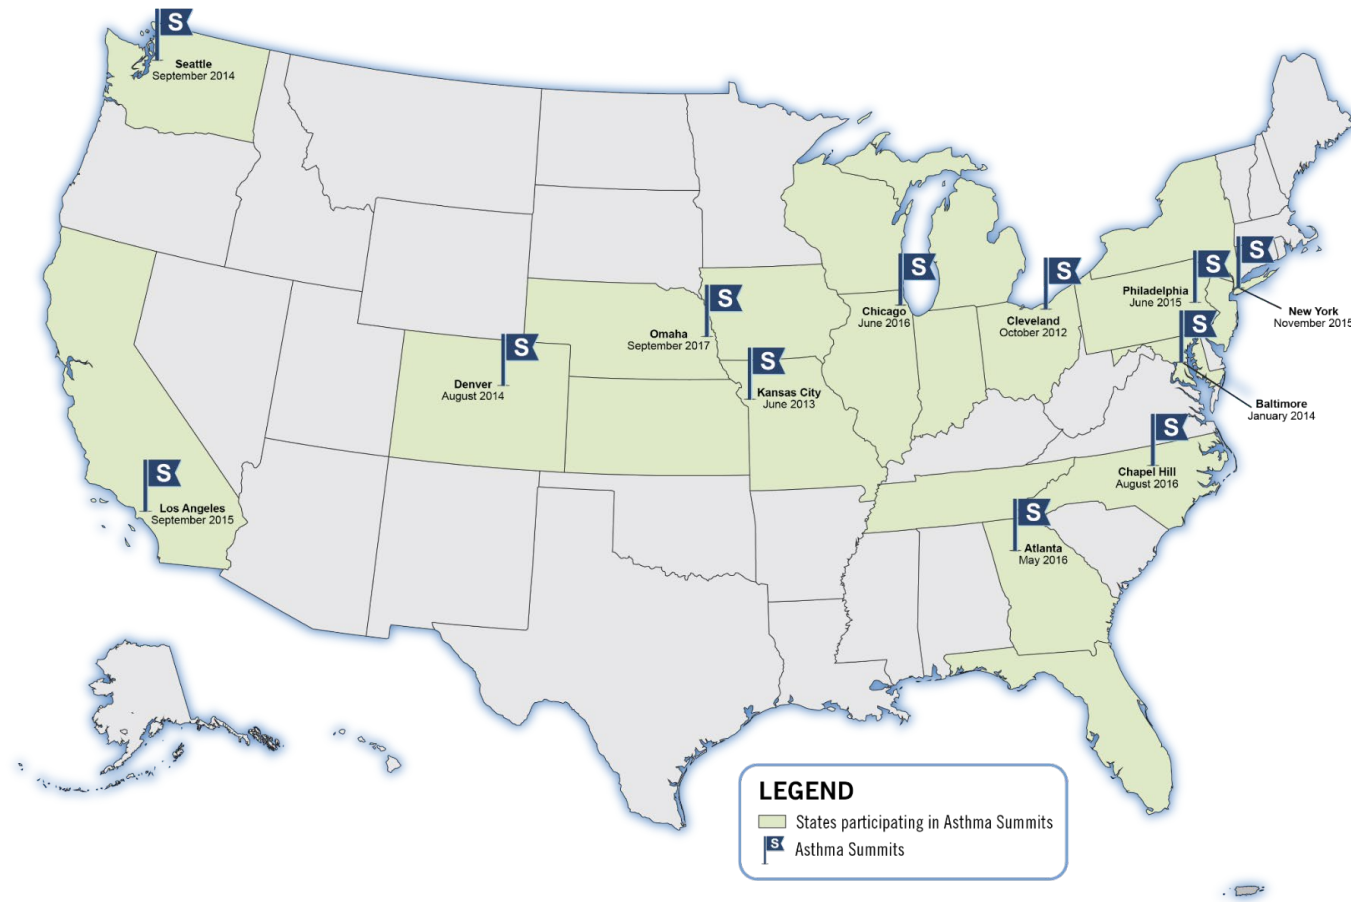 S
Seattle
September 2014
S
Los Angeles
September 2015
S
Denver
August 2014
S
Omaha
September 2017
S
Kansas City
June 2013
S
Chicago
June 2016
S
Cleveland
October 2012
S
Philadelphia
June 2015
S
New York
November 2015
S
Baltimore
January 2014
S
Chapel Hill
August 2016
S
Atlanta
May 2016
LEGEND
States participating in Asthma Summits
S Asthma Summits